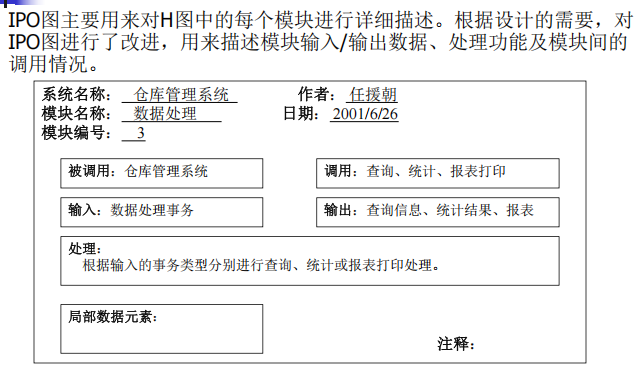 IPO图主要用来对H图中的每个模块进行详细描述。根据设计的需要，对
IPO图进行了改进，用来描述模块输入/输出数据、处理功能及模块间的
调用情况。
系统名称： 仓库管理系统 作者：任援朝
模块名称： 数据处理 日期：2001/6/26
模块编号： 3
被调用：仓库管理系统 调用：查询、统计、报表打印
输入：数据处理事务 输出：查询信息、统计结果、报表
处理：
根据输入的事务类型分别进行查询、统计或报表打印处理。
局部数据元素：
注释：